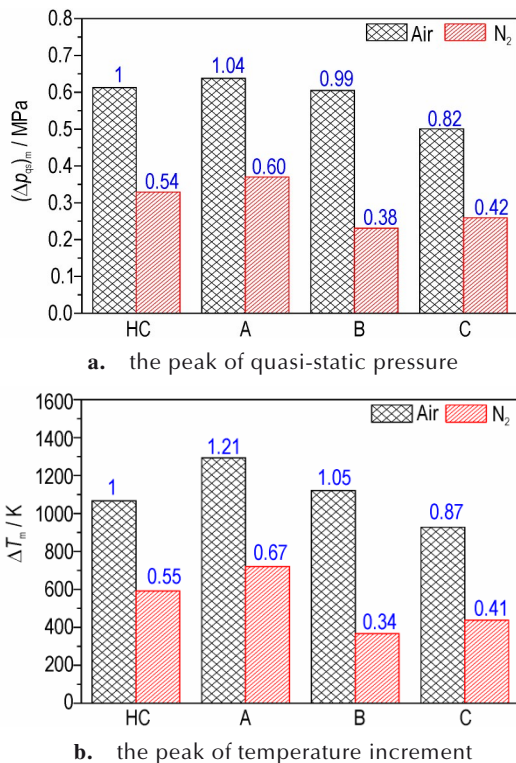 0.8
0.7
0.6
0.5
0.4
0.3
0.2
0.1
0.0
(Δp_qs)_m / MPa
Air N₂
1 0.54 1.04 0.60 0.99 0.38 0.82 0.42
HC A B C
a. the peak of quasi-static pressure
1600
1400
1200
1000
800
600
400
200
0
ΔT_m / K
Air N₂
1 0.55 1.21 0.67 1.05 0.34 0.87 0.41
HC A B C
b. the peak of temperature increment